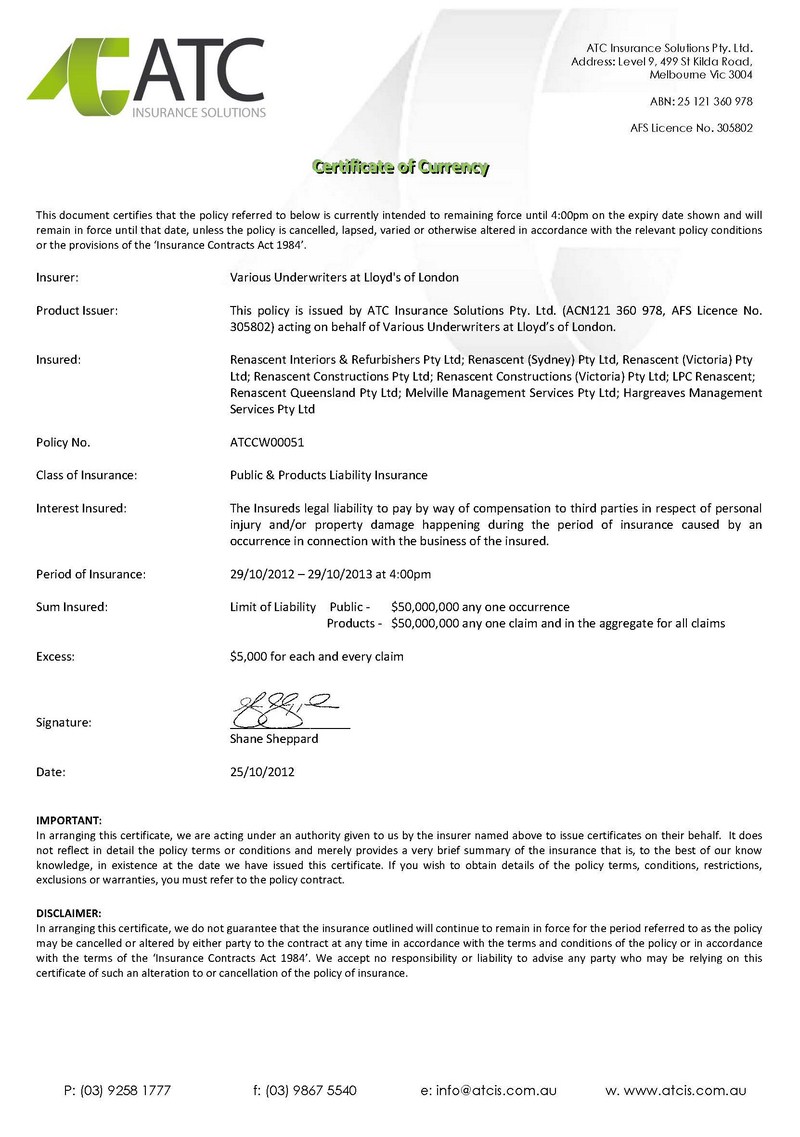 ATC
INSURANCE SOLUTIONS
ATC Insurance Solutions Pty. Ltd.
Address: Level 9, 499 St Kilda Road,
Melbourne Vic 3004
ABN: 25 121 360 978
AFS Licence No. 305802
Certificate of Currency
This document certifies that the policy referred to below is currently intended to remaining force until 4:00pm on the expiry date shown and will
remain in force until that date, unless the policy is cancelled, lapsed, varied or otherwise altered in accordance with the relevant policy conditions
or the provisions of the ‘Insurance Contracts Act 1984’.
Insurer: Various Underwriters at Lloyd's of London
Product Issuer: This policy is issued by ATC Insurance Solutions Pty. Ltd. (ACN121 360 978, AFS Licence No.
305802) acting on behalf of Various Underwriters at Lloyd’s of London.
Insured: Renascent Interiors & Refurbishers Pty Ltd; Renascent (Sydney) Pty Ltd, Renascent (Victoria) Pty
Ltd; Renascent Constructions Pty Ltd; Renascent Constructions (Victoria) Pty Ltd; LPC Renascent;
Renascent Queensland Pty Ltd; Melville Management Services Pty Ltd; Hargreaves Management
Services Pty Ltd
Policy No. ATCCW00051
Class of Insurance: Public & Products Liability Insurance
Interest Insured: The Insureds legal liability to pay by way of compensation to third parties in respect of personal
injury and/or property damage happening during the period of insurance caused by an
occurrence in connection with the business of the insured.
Period of Insurance: 29/10/2012 – 29/10/2013 at 4:00pm
Sum Insured: Limit of Liability Public - $50,000,000 any one occurrence
Products - $50,000,000 any one claim and in the aggregate for all claims
Excess: $5,000 for each and every claim
Signature:
Shane Sheppard
Date: 25/10/2012
IMPORTANT:
In arranging this certificate, we are acting under an authority given to us by the insurer named above to issue certificates on their behalf. It does
not reflect in detail the policy terms or conditions and merely provides a very brief summary of the insurance that is, to the best of our know
knowledge, in existence at the date we have issued this certificate. If you wish to obtain details of the policy terms, conditions, restrictions,
exclusions or warranties, you must refer to the policy contract.
DISCLAIMER:
In arranging this certificate, we do not guarantee that the insurance outlined will continue to remain in force for the period referred to as the policy
may be cancelled or altered by either party to the contract at any time in accordance with the terms and conditions of the policy or in accordance
with the terms of the ‘Insurance Contracts Act 1984’. We accept no responsibility or liability to advise any party who may be relying on this
certificate of such an alteration to or cancellation of the policy of insurance.
P: (03) 9258 1777 f: (03) 9867 5540 e: info@atcis.com.au w. www.atcis.com.au